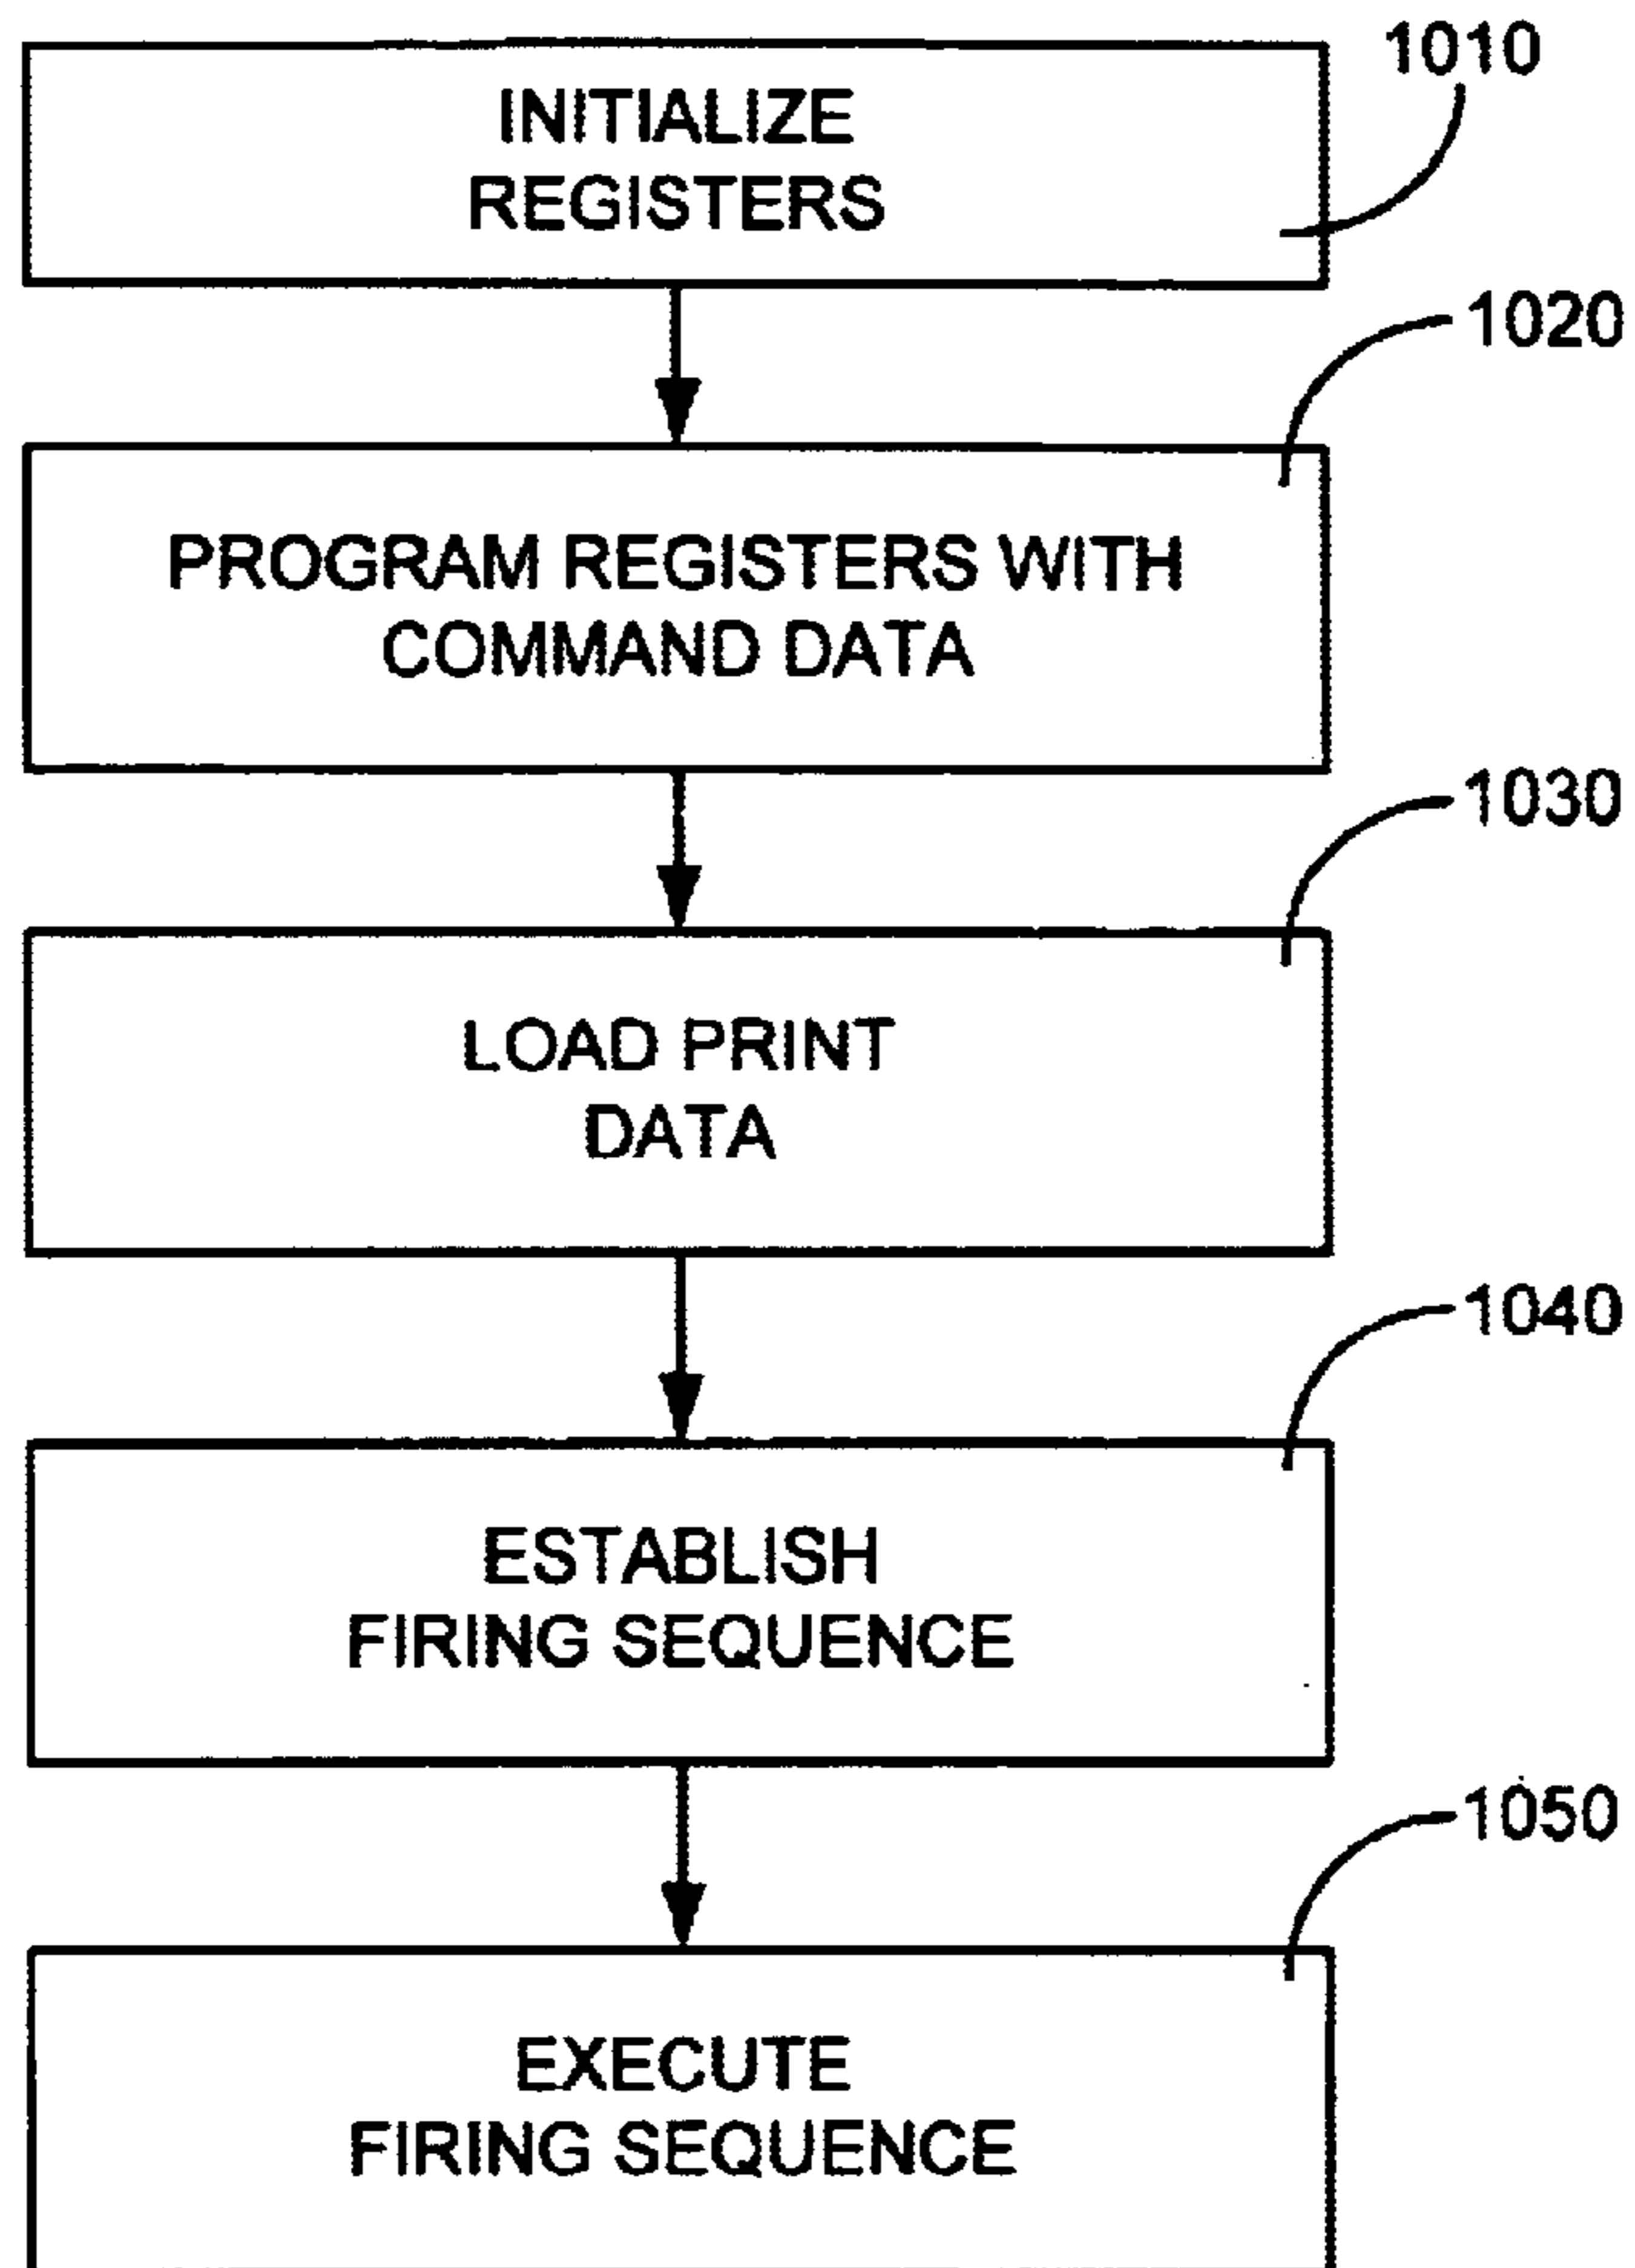 1010
INITIALIZE
REGISTERS
1020
PROGRAM REGISTERS WITH
COMMAND DATA
1030
LOAD PRINT
DATA
1040
ESTABLISH
FIRING SEQUENCE
1050
EXECUTE
FIRING SEQUENCE